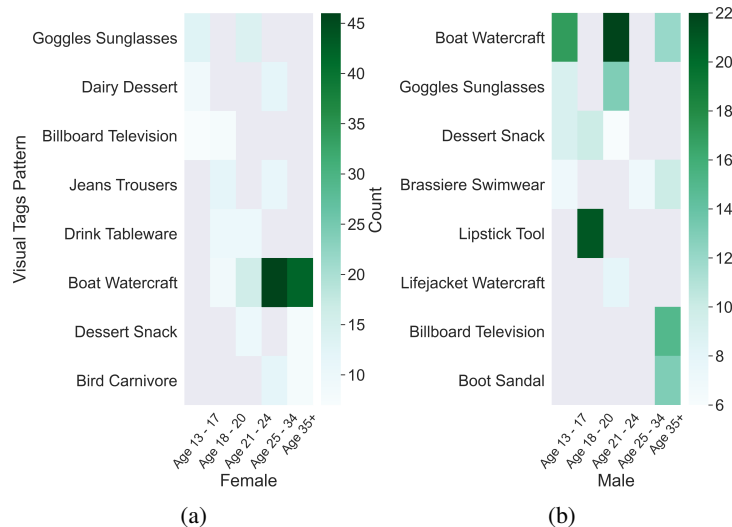 Visual Tags Pattern
Goggles Sunglasses
Dairy Dessert
Billboard Television
Jeans Trousers
Drink Tableware
Boat Watercraft
Dessert Snack
Bird Carnivore
Age 13 - 17
Age 18 - 20
Age 21 - 24
Age 25 - 34
Age 35+
Female
45
40
35
30
25
20
15
10
Count
(a)
Boat Watercraft
Goggles Sunglasses
Dessert Snack
Brassiere Swimwear
Lipstick Tool
Lifejacket Watercraft
Billboard Television
Boot Sandal
Age 13 - 17
Age 18 - 20
Age 21 - 24
Age 25 - 34
Age 35+
Male
22
20
18
16
14
12
10
8
6
(b)